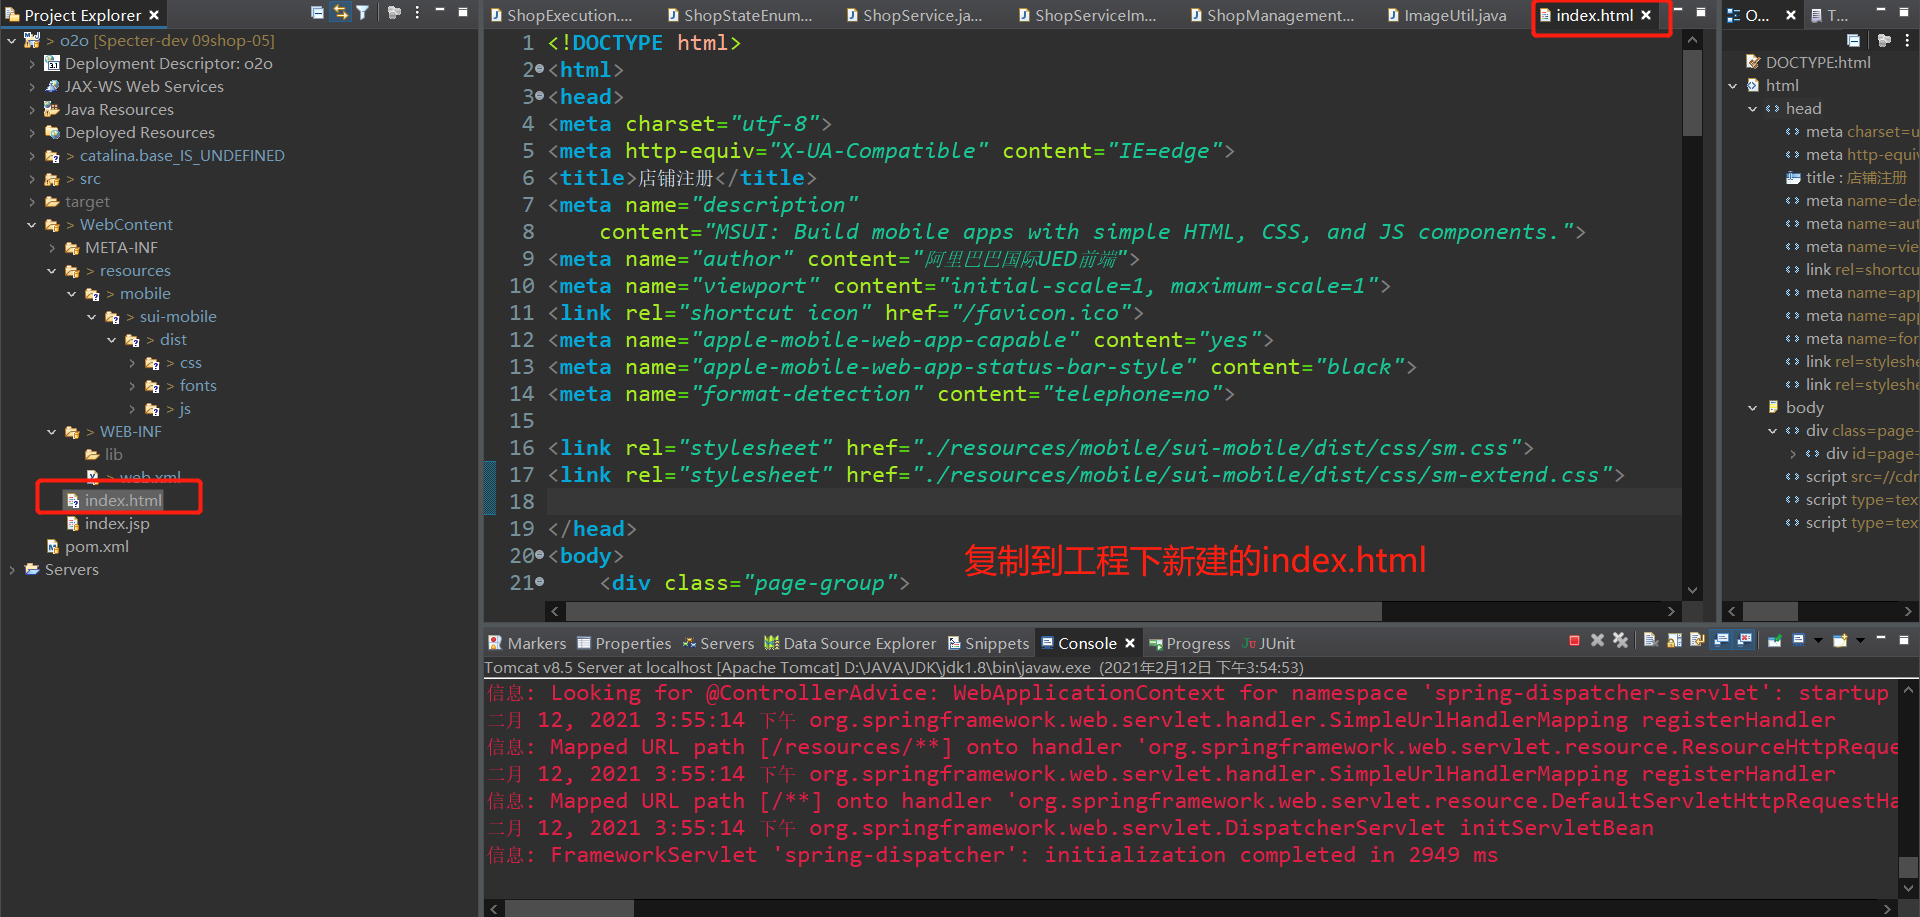 Project Explorer
> o2o [Specter-dev 09shop-05]
Deployment Descriptor: o2o
JAX-WS Web Services
Java Resources
Deployed Resources
> catalina.base_IS_UNDEFINED
> src
target
> WebContent
META-INF
> resources
> mobile
> sui-mobile
> dist
> css
> fonts
> js
> WEB-INF
lib
> web.xml
index.html
index.jsp
pom.xml
Servers
ShopExecution....
ShopStateEnum...
ShopService.ja...
ShopServiceIm...
ShopManagement...
ImageUtil.java
index.html
1 <!DOCTYPE html>
2 <html>
3 <head>
4 <meta charset="utf-8">
5 <meta http-equiv="X-UA-Compatible" content="IE=edge">
6 <title>店铺注册</title>
7 <meta name="description"
8 content="MSUI: Build mobile apps with simple HTML, CSS, and JS components.">
9 <meta name="author" content="阿里巴巴国际UED前端">
10 <meta name="viewport" content="initial-scale=1, maximum-scale=1">
11 <link rel="shortcut icon" href="/favicon.ico">
12 <meta name="apple-mobile-web-app-capable" content="yes">
13 <meta name="apple-mobile-web-app-status-bar-style" content="black">
14 <meta name="format-detection" content="telephone=no">
15
16 <link rel="stylesheet" href="./resources/mobile/sui-mobile/dist/css/sm.css">
17 <link rel="stylesheet" href="./resources/mobile/sui-mobile/dist/css/sm-extend.css">
18
19 </head>
20 <body>
21 <div class="page-group">
复制到工程下新建的index.html
O...
T...
DOCTYPE:html
html
head
meta charset=u
meta http-equiv
title : 店铺注册
meta name=des
meta name=aut
meta name=vie
link rel=shortcu
meta name=app
meta name=app
meta name=for
link rel=styleshe
link rel=styleshe
body
div class=page-
div id=page-
script src=//cdr
script type=tex
script type=tex
Markers
Properties
Servers
Data Source Explorer
Snippets
Console
Progress
JUnit
Tomcat v8.5 Server at localhost [Apache Tomcat] D:\JAVA\JDK\jdk1.8\bin\javaw.exe (2021年2月12日 下午3:54:53)
信息: Looking for @ControllerAdvice: WebApplicationContext for namespace 'spring-dispatcher-servlet': startup
二月 12, 2021 3:55:14 下午 org.springframework.web.servlet.handler.SimpleUrlHandlerMapping registerHandler
信息: Mapped URL path [/resources/**] onto handler 'org.springframework.web.servlet.resource.ResourceHttpReque
二月 12, 2021 3:55:14 下午 org.springframework.web.servlet.handler.SimpleUrlHandlerMapping registerHandler
信息: Mapped URL path [/**] onto handler 'org.springframework.web.servlet.resource.DefaultServletHttpRequestHa
二月 12, 2021 3:55:14 下午 org.springframework.web.servlet.DispatcherServlet initServletBean
信息: FrameworkServlet 'spring-dispatcher': initialization completed in 2949 ms